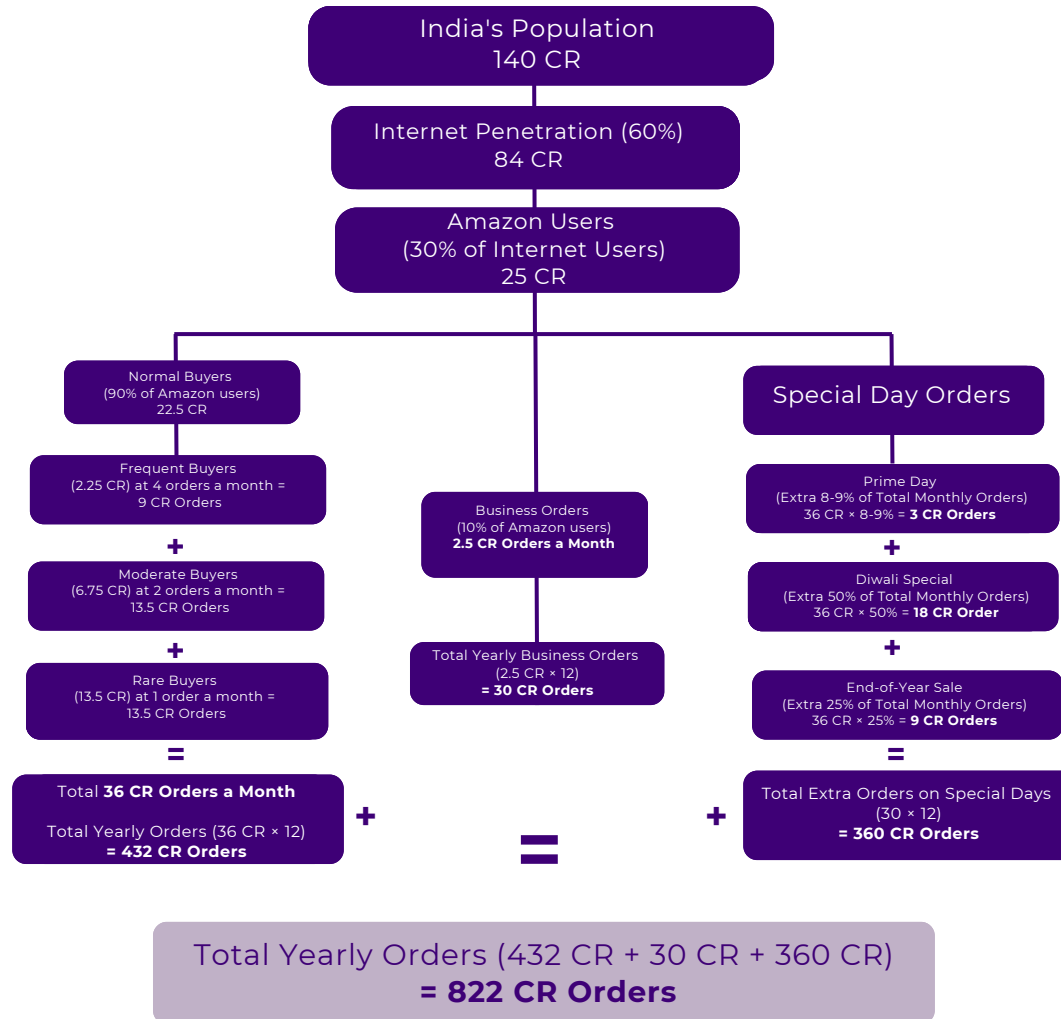 India's Population
140 CR
Internet Penetration (60%)
84 CR
Amazon Users
(30% of Internet Users)
25 CR
Normal Buyers
(90% of Amazon users)
22.5 CR
Frequent Buyers
(2.25 CR) at 4 orders a month =
9 CR Orders
+
Moderate Buyers
(6.75 CR) at 2 orders a month =
13.5 CR Orders
+
Rare Buyers
(13.5 CR) at 1 order a month =
13.5 CR Orders
=
Total 36 CR Orders a Month
Total Yearly Orders (36 CR × 12)
= 432 CR Orders
+
Business Orders
(10% of Amazon users)
2.5 CR Orders a Month
Total Yearly Business Orders
(2.5 CR × 12)
= 30 CR Orders
=
+
Special Day Orders
Prime Day
(Extra 8-9% of Total Monthly Orders)
36 CR × 8-9% = 3 CR Orders
+
Diwali Special
(Extra 50% of Total Monthly Orders)
36 CR × 50% = 18 CR Order
+
End-of-Year Sale
(Extra 25% of Total Monthly Orders)
36 CR × 25% = 9 CR Orders
=
Total Extra Orders on Special Days
(30 × 12)
= 360 CR Orders
Total Yearly Orders (432 CR + 30 CR + 360 CR)
= 822 CR Orders